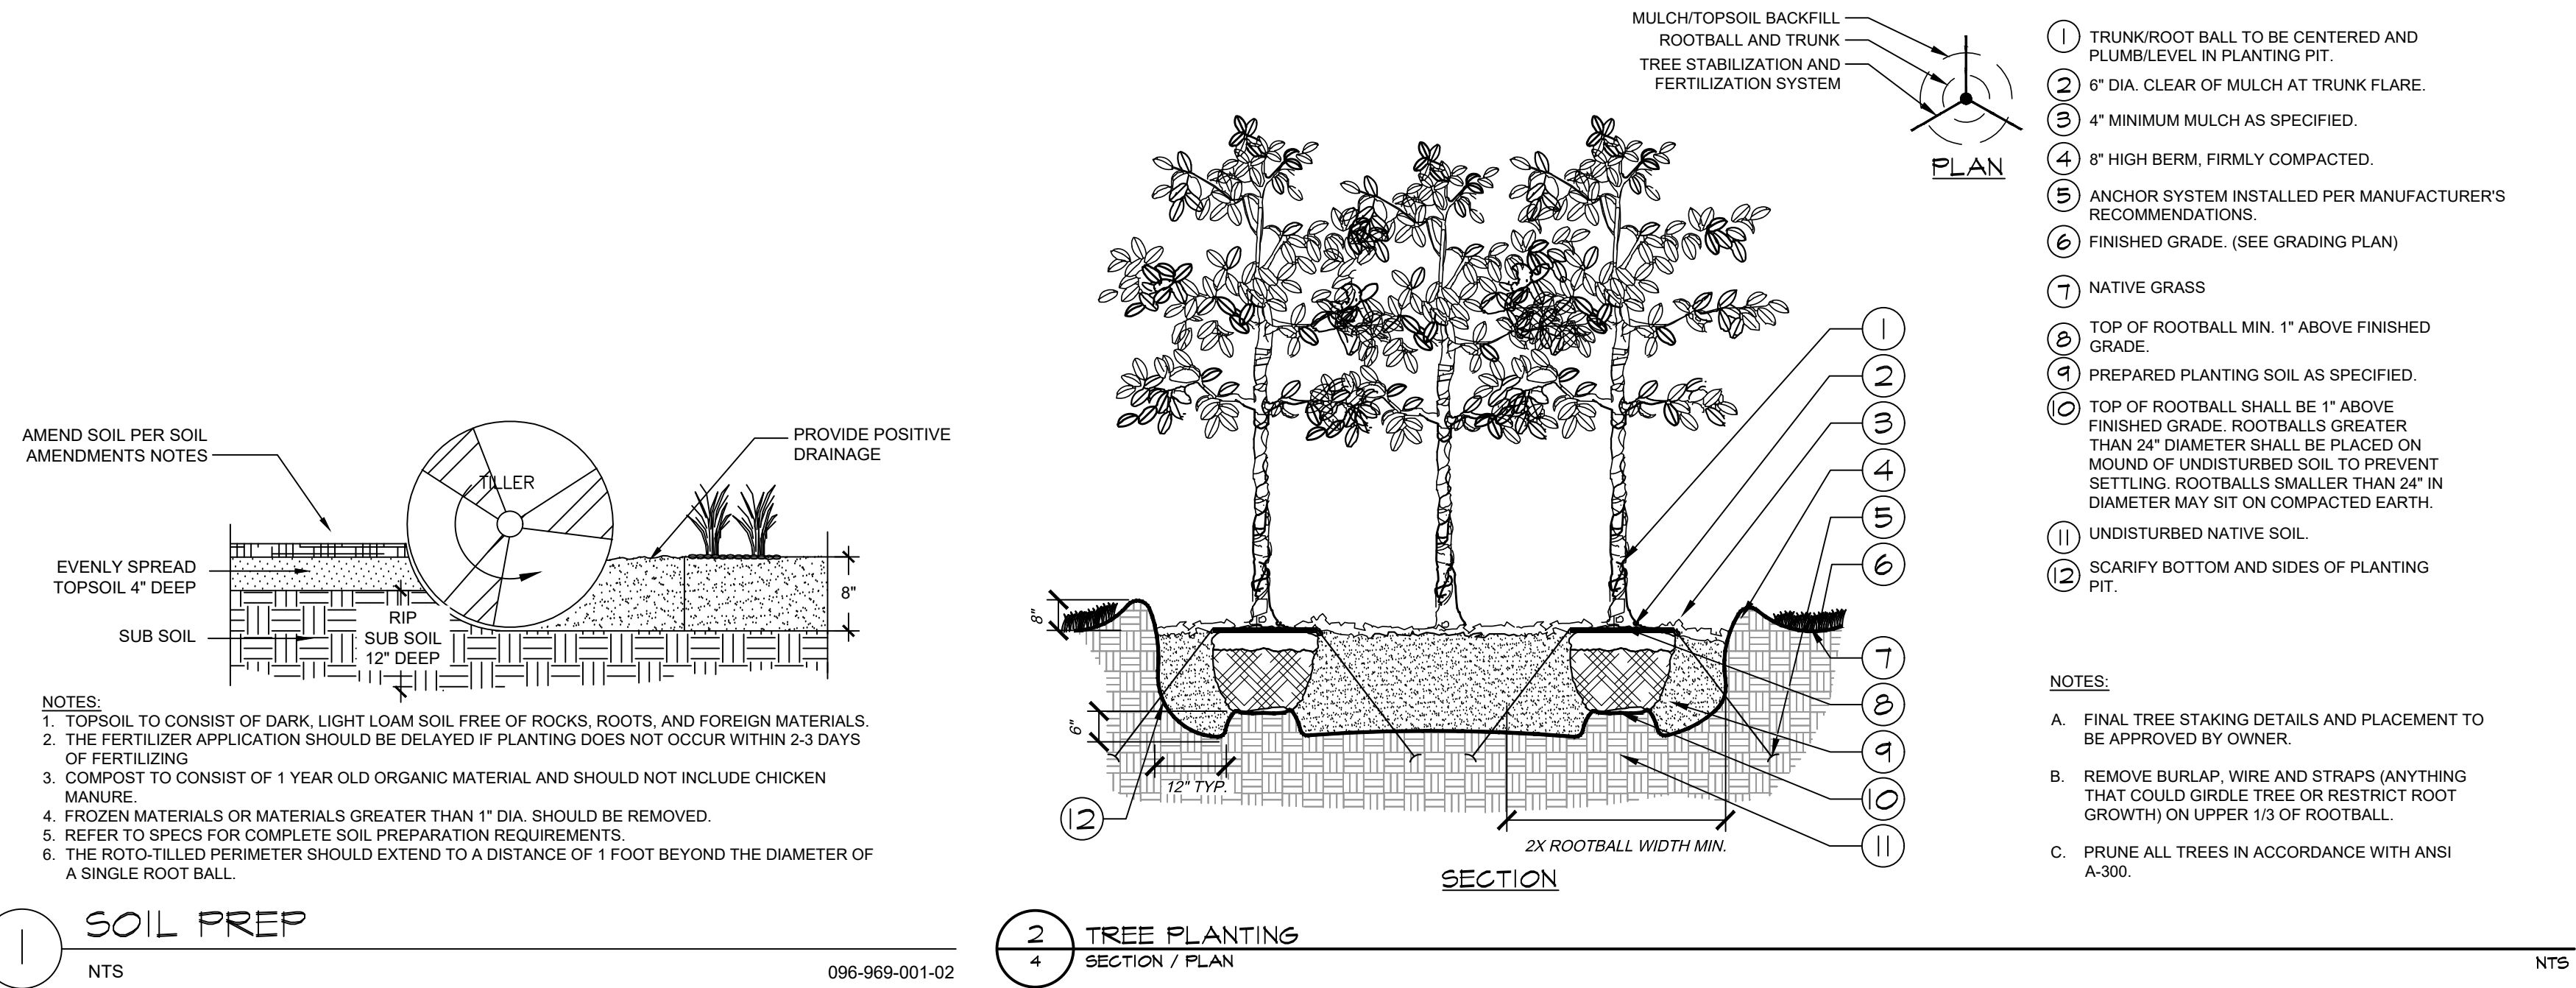 AMEND SOIL PER SOIL
AMENDMENTS NOTES
EVENLY SPREAD
TOPSOIL 4" DEEP
SUB SOIL
TILLER
RIP
SUB SOIL
12" DEEP
PROVIDE POSITIVE
DRAINAGE
8"
NOTES:
1. TOPSOIL TO CONSIST OF DARK, LIGHT LOAM SOIL FREE OF ROCKS, ROOTS, AND FOREIGN MATERIALS.
2. THE FERTILIZER APPLICATION SHOULD BE DELAYED IF PLANTING DOES NOT OCCUR WITHIN 2-3 DAYS
OF FERTILIZING
3. COMPOST TO CONSIST OF 1 YEAR OLD ORGANIC MATERIAL AND SHOULD NOT INCLUDE CHICKEN
MANURE.
4. FROZEN MATERIALS OR MATERIALS GREATER THAN 1" DIA. SHOULD BE REMOVED.
5. REFER TO SPECS FOR COMPLETE SOIL PREPARATION REQUIREMENTS.
6. THE ROTO-TILLED PERIMETER SHOULD EXTEND TO A DISTANCE OF 1 FOOT BEYOND THE DIAMETER OF
A SINGLE ROOT BALL.
1
SOIL PREP
NTS
096-969-001-02
MULCH/TOPSOIL BACKFILL
ROOTBALL AND TRUNK
TREE STABILIZATION AND
FERTILIZATION SYSTEM
PLAN
1
2
3
4
5
6
7
8
9
10
11
12
8"
6"
12" TYP.
2X ROOTBALL WIDTH MIN.
SECTION
2
4
TREE PLANTING
SECTION / PLAN
NTS
1 TRUNK/ROOT BALL TO BE CENTERED AND
PLUMB/LEVEL IN PLANTING PIT.
2 6" DIA. CLEAR OF MULCH AT TRUNK FLARE.
3 4" MINIMUM MULCH AS SPECIFIED.
4 8" HIGH BERM, FIRMLY COMPACTED.
5 ANCHOR SYSTEM INSTALLED PER MANUFACTURER'S
RECOMMENDATIONS.
6 FINISHED GRADE. (SEE GRADING PLAN)
7 NATIVE GRASS
8 TOP OF ROOTBALL MIN. 1" ABOVE FINISHED
GRADE.
9 PREPARED PLANTING SOIL AS SPECIFIED.
10 TOP OF ROOTBALL SHALL BE 1" ABOVE
FINISHED GRADE. ROOTBALLS GREATER
THAN 24" DIAMETER SHALL BE PLACED ON
MOUND OF UNDISTURBED SOIL TO PREVENT
SETTLING. ROOTBALLS SMALLER THAN 24" IN
DIAMETER MAY SIT ON COMPACTED EARTH.
11 UNDISTURBED NATIVE SOIL.
12 SCARIFY BOTTOM AND SIDES OF PLANTING
PIT.
NOTES:
A. FINAL TREE STAKING DETAILS AND PLACEMENT TO
BE APPROVED BY OWNER.
B. REMOVE BURLAP, WIRE AND STRAPS (ANYTHING
THAT COULD GIRDLE TREE OR RESTRICT ROOT
GROWTH) ON UPPER 1/3 OF ROOTBALL.
C. PRUNE ALL TREES IN ACCORDANCE WITH ANSI
A-300.